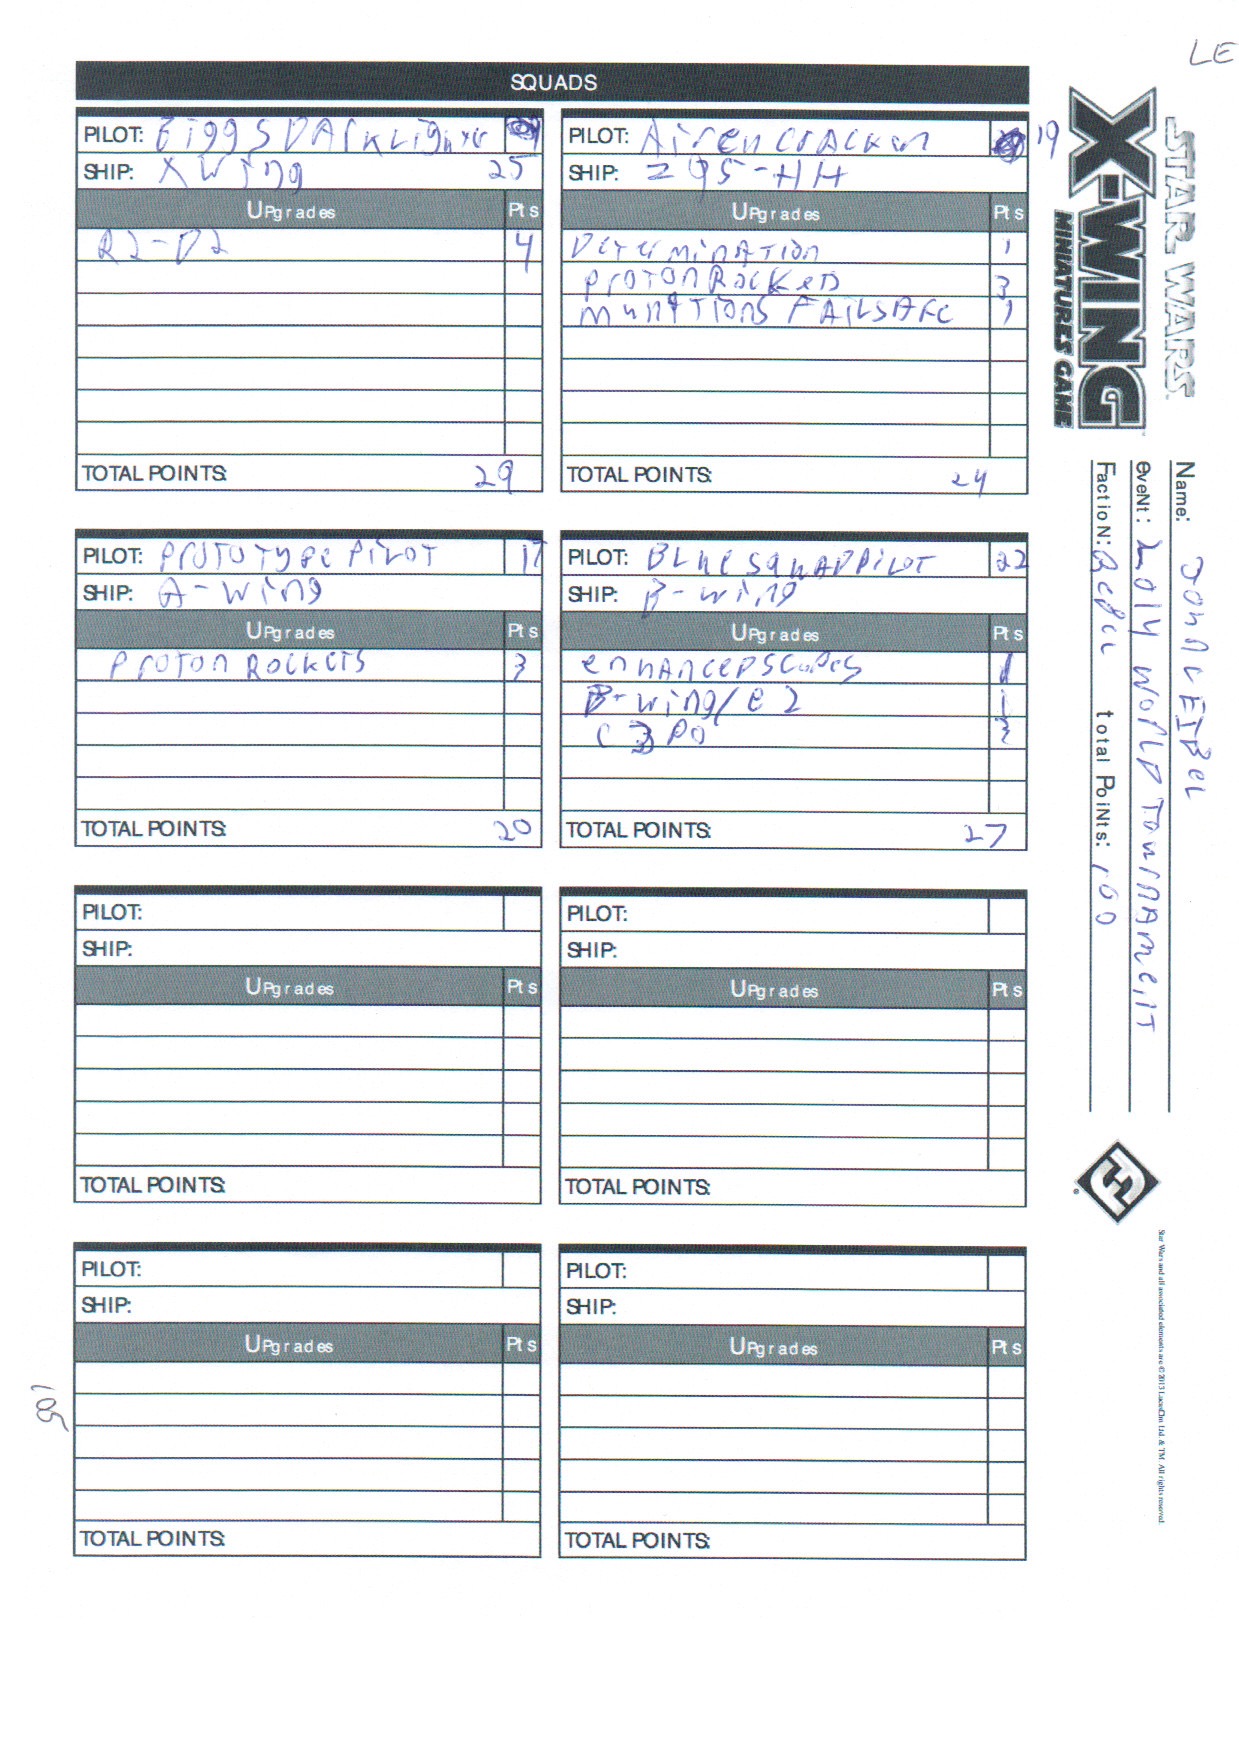 LE
SQUADS
PILOT: Biggs DARKLighter
SHIP: X wing 25
Upgrades Pts
R2-D2 4
TOTAL POINTS: 29
PILOT: Airen cracken 19
SHIP: Z95-HH
Upgrades Pts
Determination 1
Proton Rockets 3
munitions FAilsAfe 1
TOTAL POINTS: 24
PILOT: Prototype Pilot 17
SHIP: A-wing
Upgrades Pts
Proton Rockets 3
TOTAL POINTS: 20
PILOT: Blue squad Pilot 22
SHIP: B-wing
Upgrades Pts
enhanced scopes 1
B-wing/e2 1
C3PO 3
TOTAL POINTS: 27
PILOT:
SHIP:
Upgrades Pts
TOTAL POINTS:
PILOT:
SHIP:
Upgrades Pts
TOTAL POINTS:
PILOT:
SHIP:
Upgrades Pts
TOTAL POINTS:
PILOT:
SHIP:
Upgrades Pts
TOTAL POINTS:
105
STAR WARS
X-WING
MINIATURES GAME
Name: John LEIBel
eveNt: 2014 World Tournament
FactioN: Rebel total PoiNts: 100
Star Wars and all associated elements are © 2013 Lucasfilm Ltd. & TM. All rights reserved.